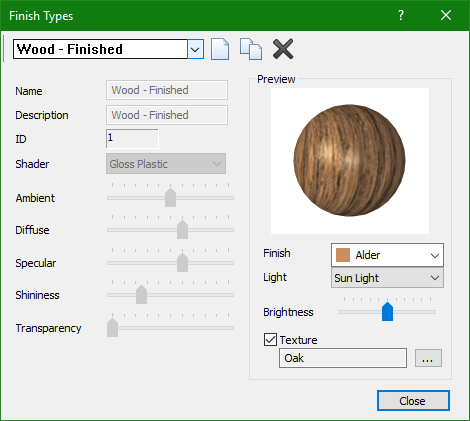 Finish Types ? X
Wood - Finished
Name Wood - Finished
Description Wood - Finished
ID 1
Shader Gloss Plastic
Ambient
Diffuse
Specular
Shininess
Transparency
Preview
Finish Alder
Light Sun Light
Brightness
Texture
Oak ...
Close